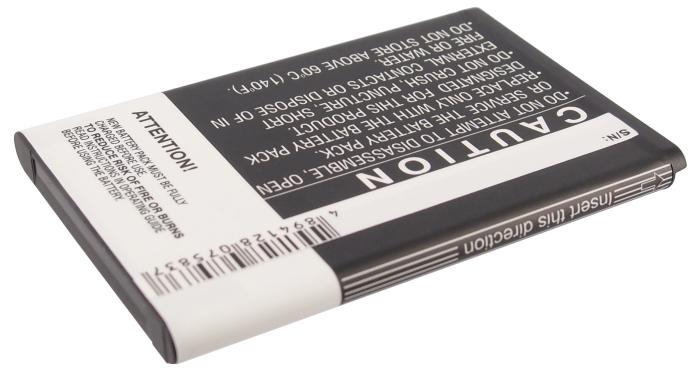 ATTENTION!
NEW BATTERY PACK MUST BE FULLY
CHARGED BEFORE USE.
TO REDUCE RISK OF FIRE OR BURNS
READ INSTRUCTIONS IN OPERATING GUIDE
BEFORE USING THE BATTERY.
4894128075837
CAUTION
•DO NOT ATTEMPT TO DISASSEMBLE, OPEN
OR SERVICE THE BATTERY PACK
•REPLACE ONLY WITH THE BATTERY PACK
DESIGNATED FOR THIS PRODUCT
•DO NOT CRUSH, PUNCTURE, SHORT
EXTERNAL CONTACTS OR DISPOSE OF IN
FIRE OR WATER.
•DO NOT STORE ABOVE 60°C (140°F).
S/N:
Insert this direction